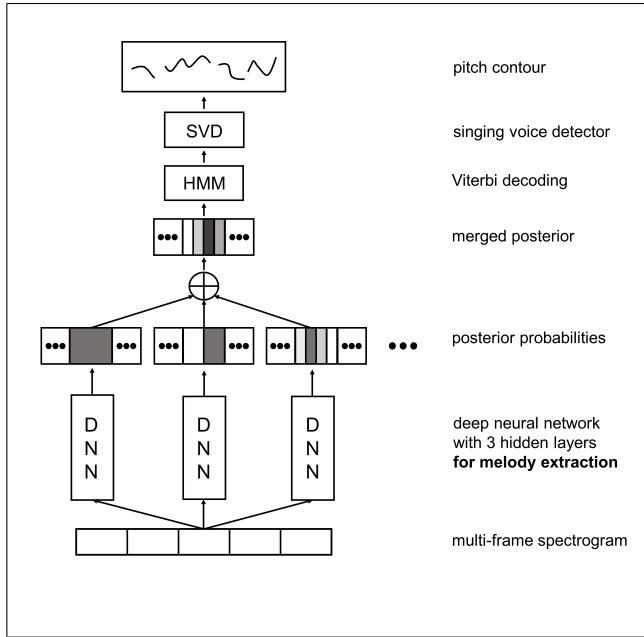 pitch contour
SVD
singing voice detector
HMM
Viterbi decoding
merged posterior
posterior probabilities
D
N
N
D
N
N
D
N
N
deep neural network
with 3 hidden layers
for melody extraction
multi-frame spectrogram